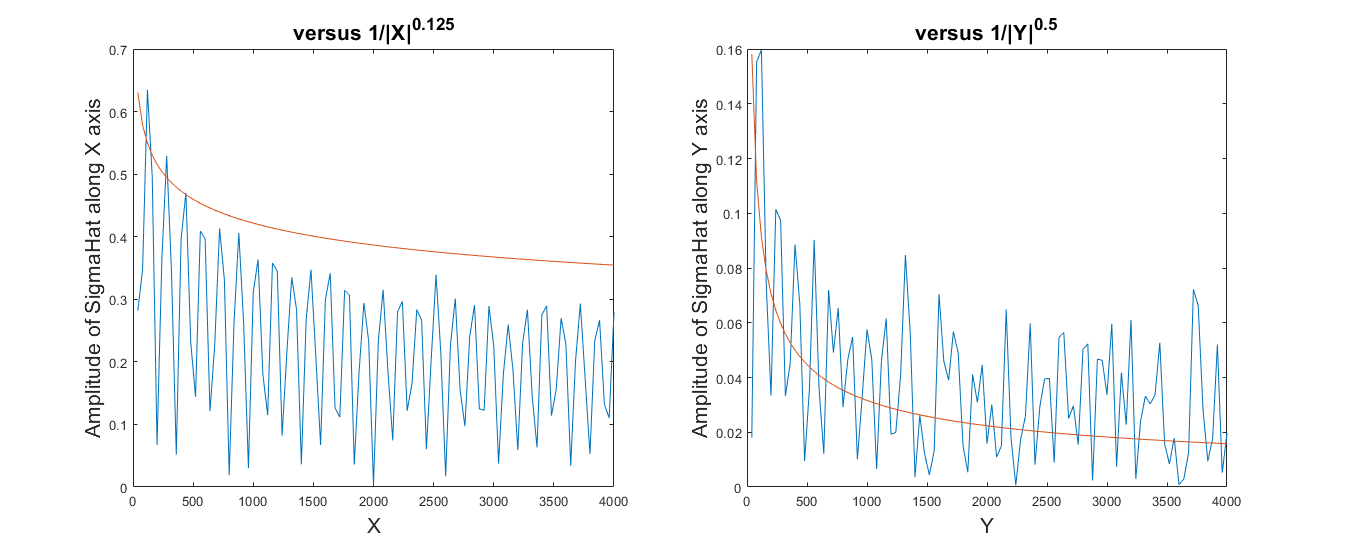 versus 1/|X|^0.125
Amplitude of SigmaHat along X axis
0.7
0.6
0.5
0.4
0.3
0.2
0.1
0
0 500 1000 1500 2000 2500 3000 3500 4000
X
versus 1/|Y|^0.5
Amplitude of SigmaHat along Y axis
0.16
0.14
0.12
0.1
0.08
0.06
0.04
0.02
0
0 500 1000 1500 2000 2500 3000 3500 4000
Y